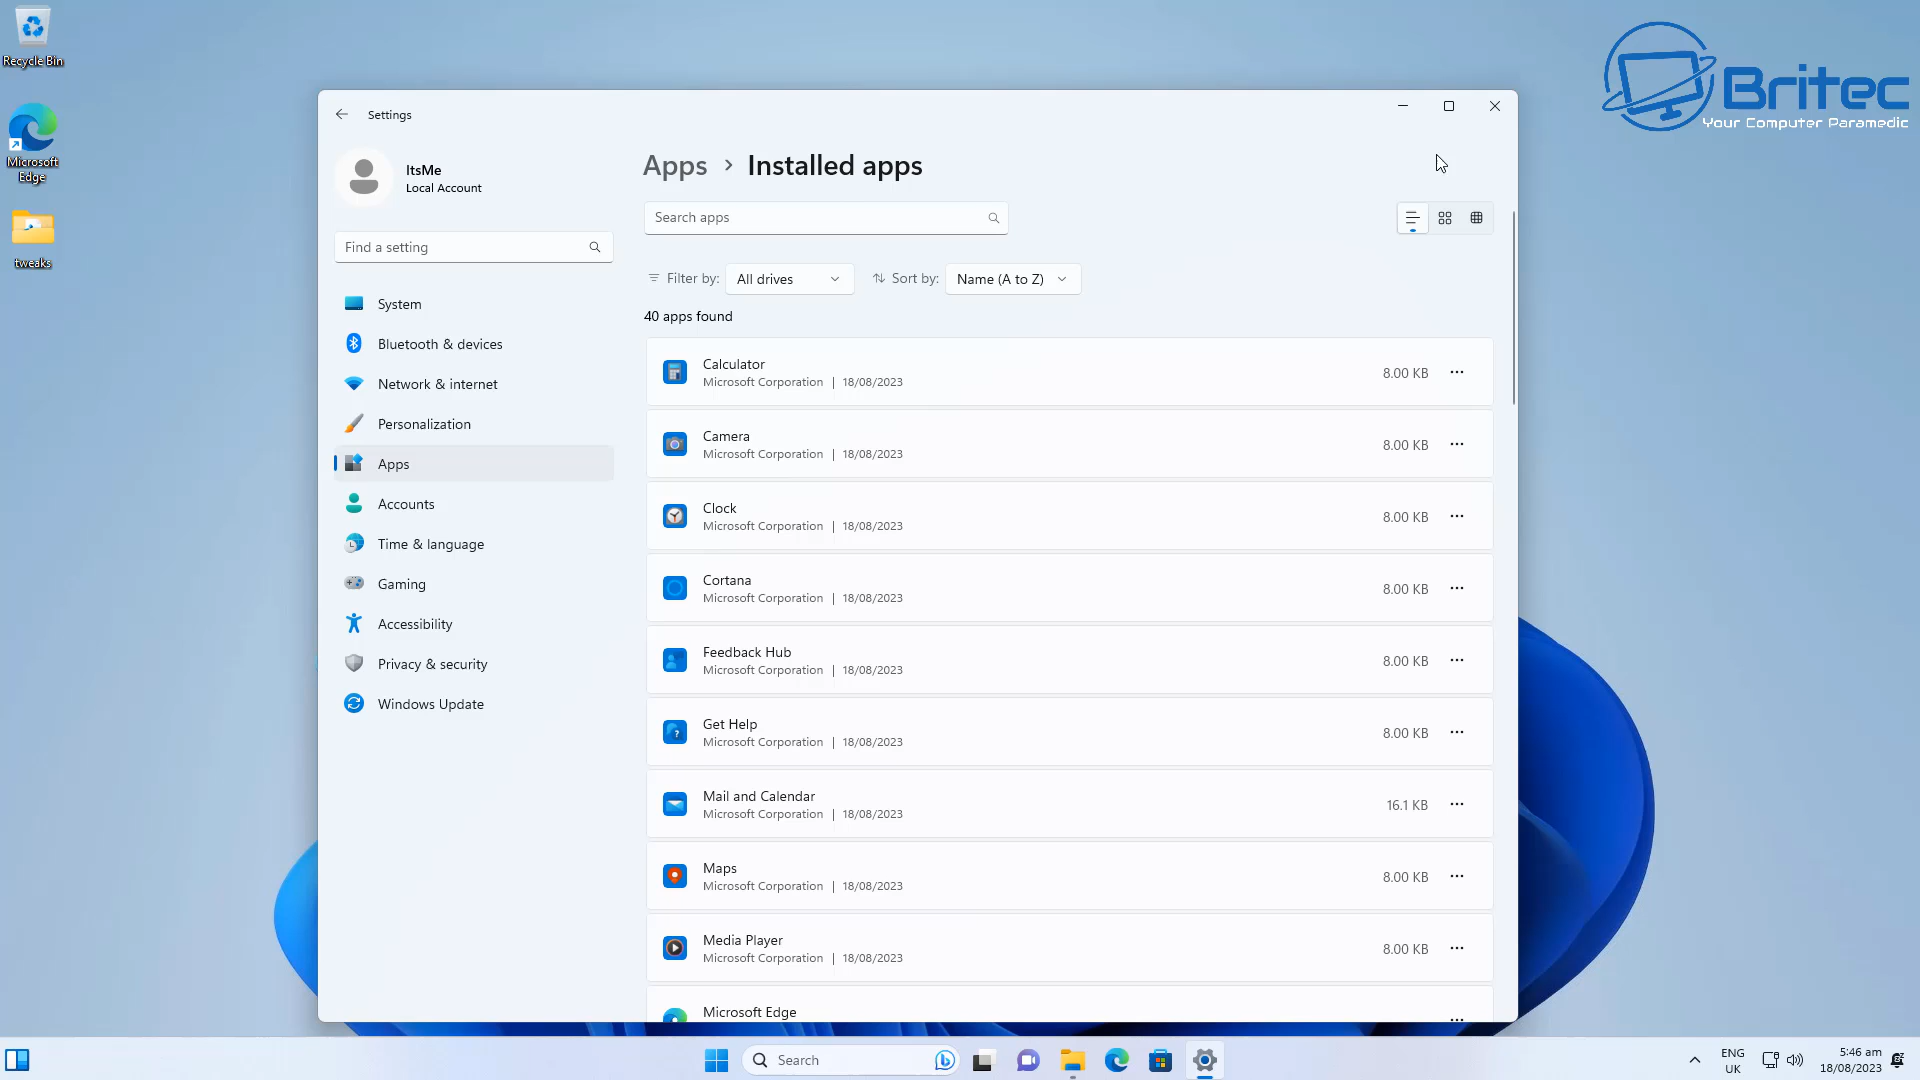 Recycle Bin
Microsoft
Edge
tweaks
Britec
Your Computer Paramedic
Settings
ItsMe
Local Account
Find a setting
System
Bluetooth & devices
Network & internet
Personalization
Apps
Accounts
Time & language
Gaming
Accessibility
Privacy & security
Windows Update
Apps > Installed apps
Search apps
Filter by: All drives Sort by: Name (A to Z)
40 apps found
Calculator
Microsoft Corporation | 18/08/2023 8.00 KB
Camera
Microsoft Corporation | 18/08/2023 8.00 KB
Clock
Microsoft Corporation | 18/08/2023 8.00 KB
Cortana
Microsoft Corporation | 18/08/2023 8.00 KB
Feedback Hub
Microsoft Corporation | 18/08/2023 8.00 KB
Get Help
Microsoft Corporation | 18/08/2023 8.00 KB
Mail and Calendar
Microsoft Corporation | 18/08/2023 16.1 KB
Maps
Microsoft Corporation | 18/08/2023 8.00 KB
Media Player
Microsoft Corporation | 18/08/2023 8.00 KB
Microsoft Edge
Search
ENG
UK
5:46 am
18/08/2023